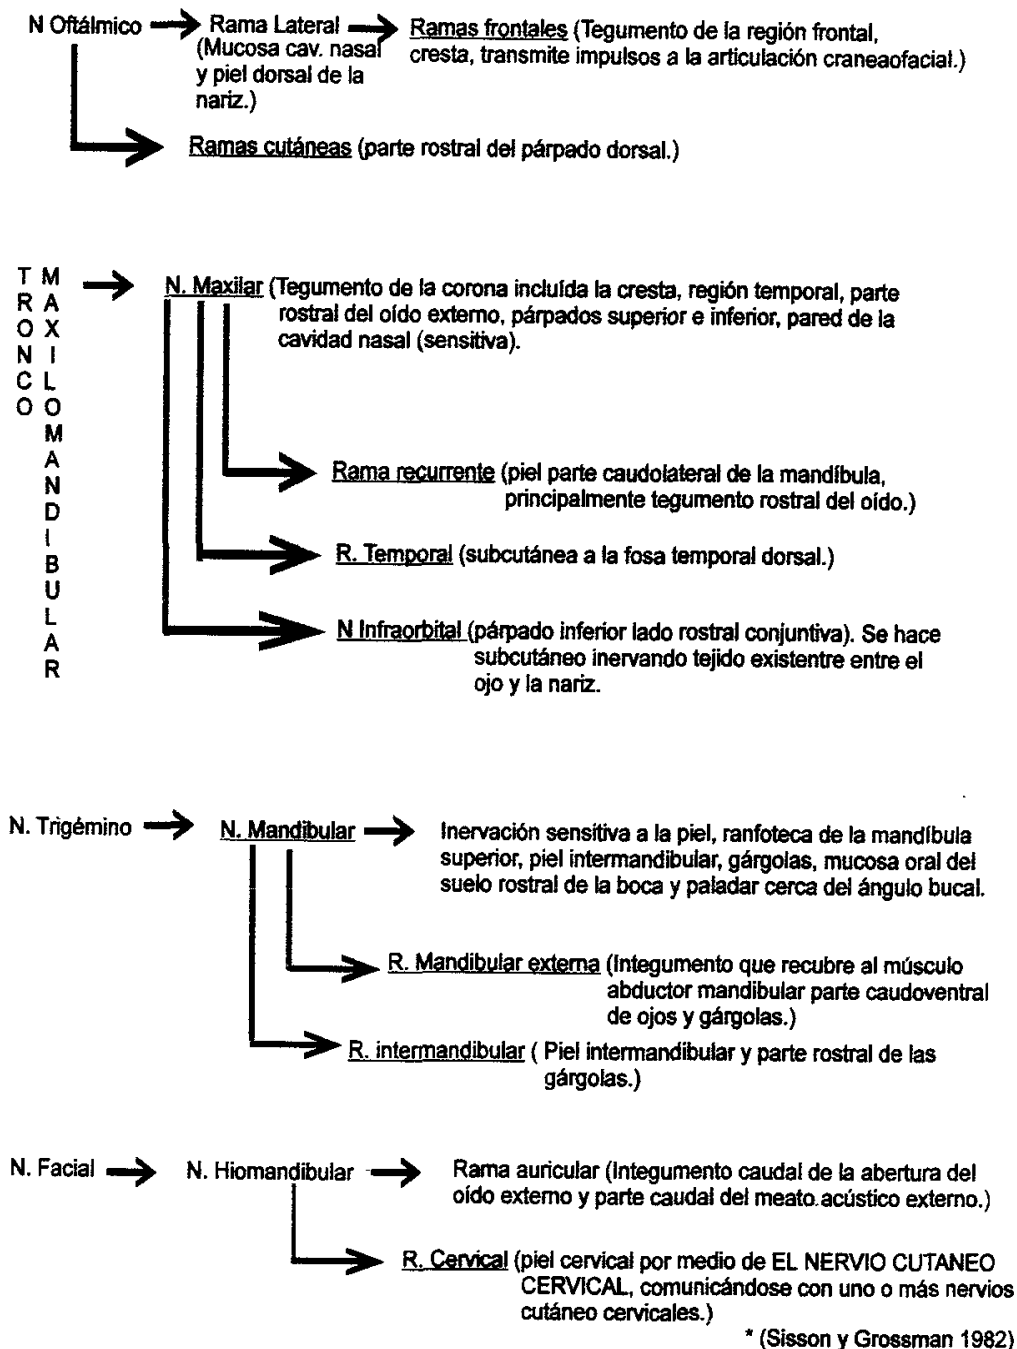 N Oftálmico → Rama Lateral → Ramas frontales (Tegumento de la región frontal,
(Mucosa cav. nasal cresta, transmite impulsos a la articulación craneaofacial.)
y piel dorsal de la
nariz.)
Ramas cutáneas (parte rostral del párpado dorsal.)
TRONCO
MAXILOMANDIBULAR
N. Maxilar (Tegumento de la corona incluída la cresta, región temporal, parte
rostral del oído externo, párpados superior e inferior, pared de la
cavidad nasal (sensitiva).
Rama recurrente (piel parte caudolateral de la mandíbula,
principalmente tegumento rostral del oído.)
R. Temporal (subcutánea a la fosa temporal dorsal.)
N Infraorbital (párpado inferior lado rostral conjuntiva). Se hace
subcutáneo inervando tejido existentre entre el
ojo y la nariz.
N. Trigémino → N. Mandibular → Inervación sensitiva a la piel, ranfoteca de la mandíbula
superior, piel intermandibular, gárgolas, mucosa oral del
suelo rostral de la boca y paladar cerca del ángulo bucal.
R. Mandibular externa (Integumento que recubre al músculo
abductor mandibular parte caudoventral
de ojos y gárgolas.)
R. intermandibular ( Piel intermandibular y parte rostral de las
gárgolas.)
N. Facial → N. Hiomandibular → Rama auricular (Integumento caudal de la abertura del
oído externo y parte caudal del meato acústico externo.)
R. Cervical (piel cervical por medio de EL NERVIO CUTANEO
CERVICAL, comunicándose con uno o más nervios
cutáneo cervicales.)
* (Sisson y Grossman 1982)